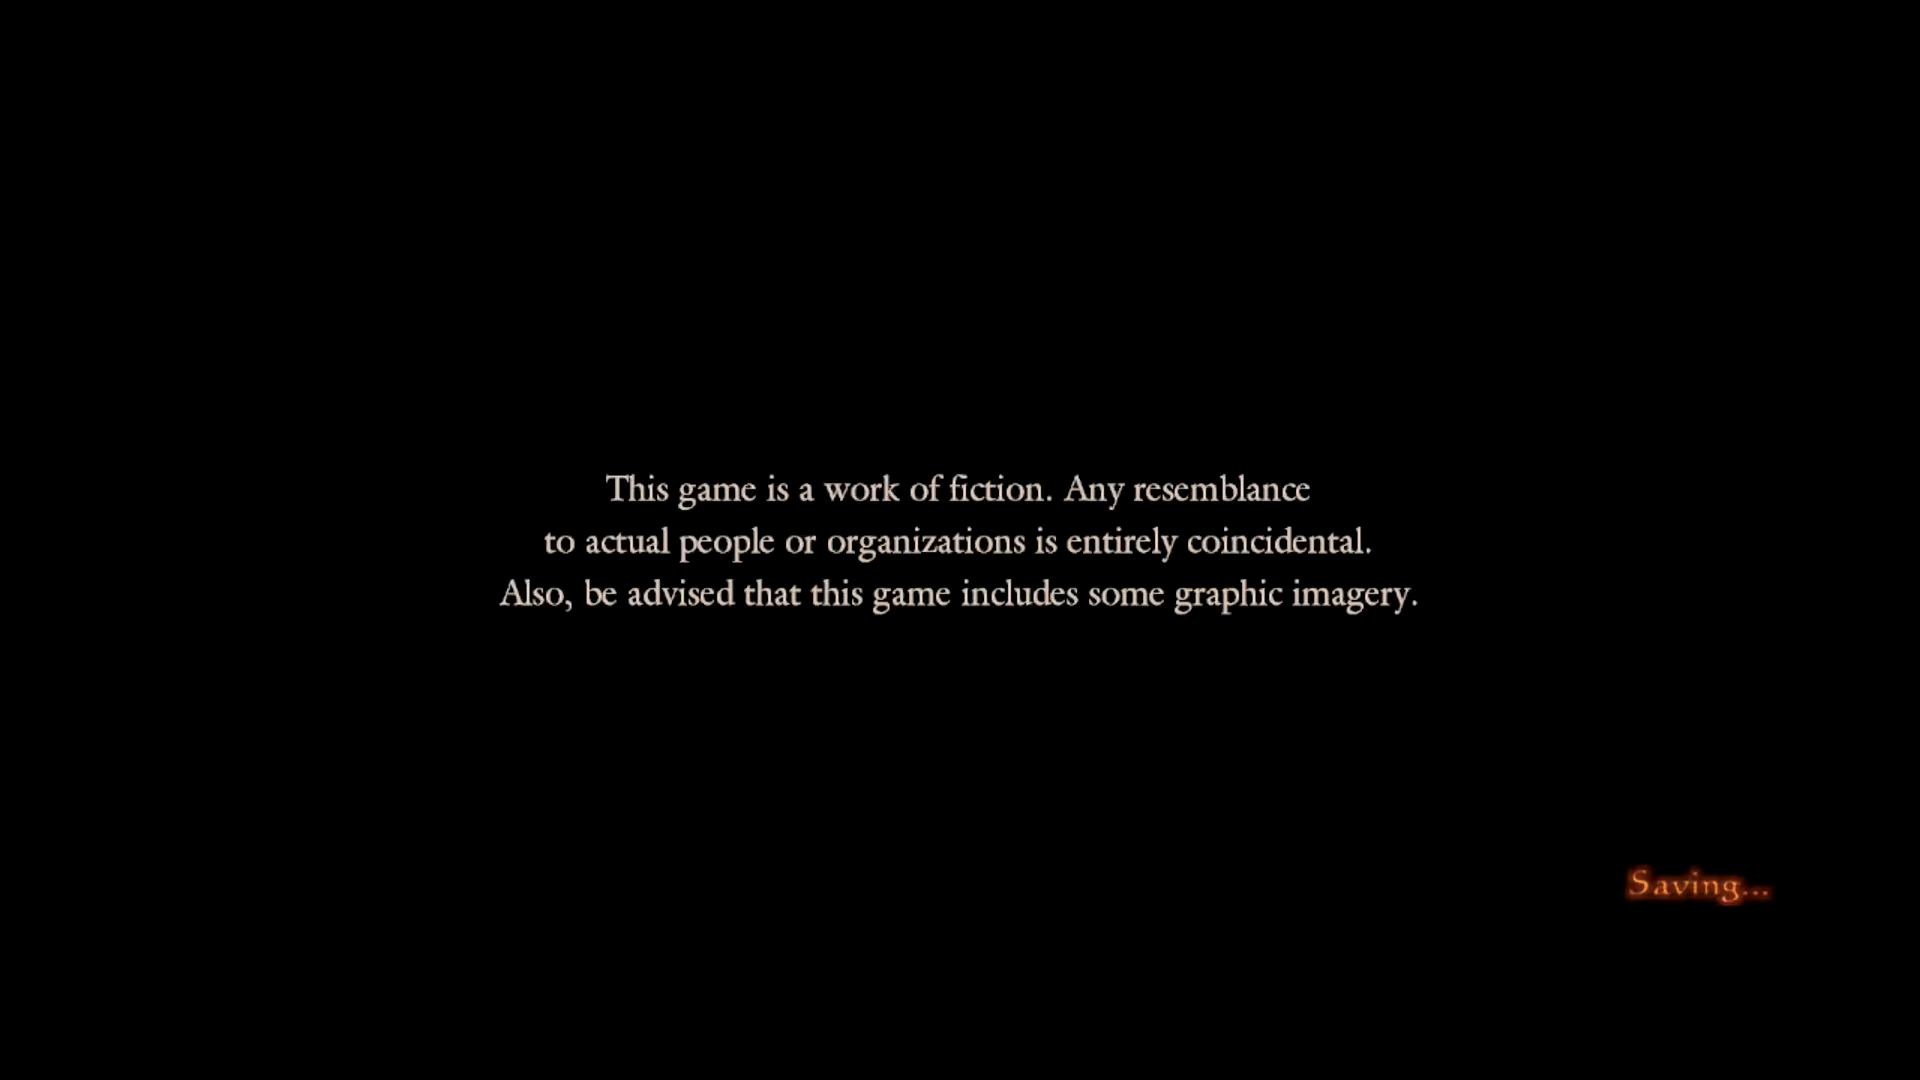 This game is a work of fiction. Any resemblance
to actual people or organizations is entirely coincidental.
Also, be advised that this game includes some graphic imagery.
Saving...